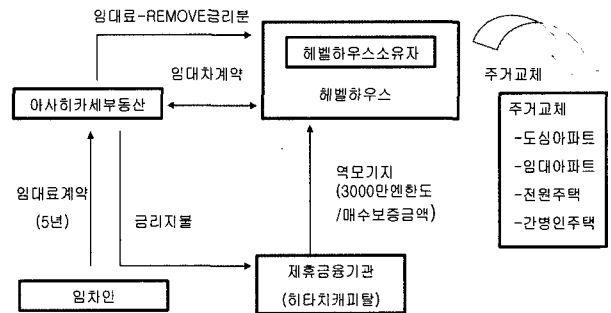 임대료-REMOVE금리분
헤벨하우스소유자
임대차계약
헤벨하우스
아사히카세부동산
주거교체
주거교체
-도심아파트
-임대아파트
-전원주택
-간병인주택
역모기지
(3000만엔한도
/매수보증금액)
임대료계약
(5년)
금리지불
제휴금융기관
(히타치캐피탈)
임차안